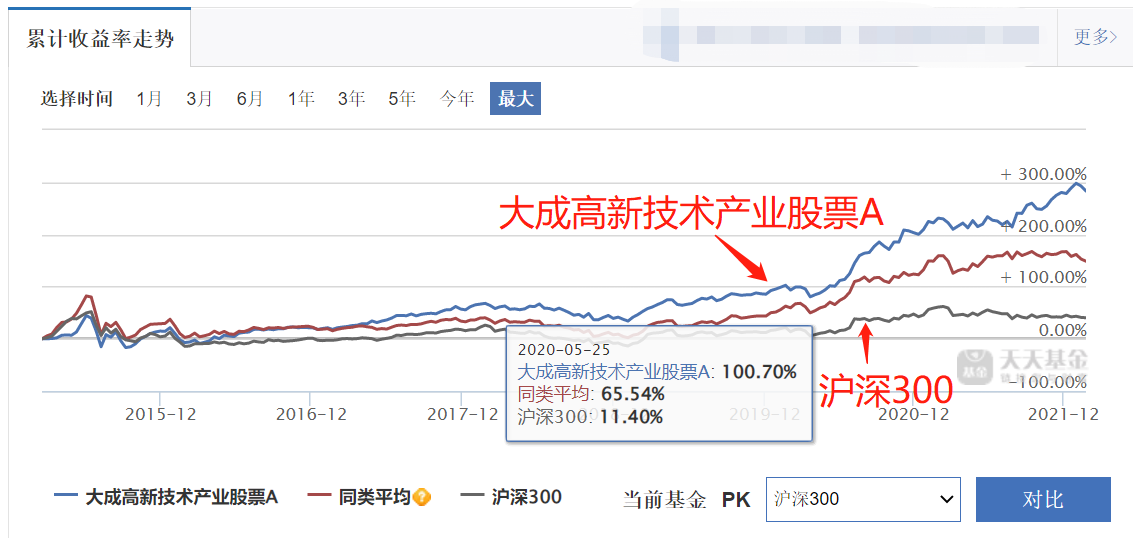 累计收益率走势
更多>
选择时间 1月 3月 6月 1年 3年 5年 今年 最大
+ 300.00%
大成高新技术产业股票A
+ 200.00%
+ 100.00%
0.00%
2020-05-25
大成高新技术产业股票A: 100.70%
同类平均: 65.54%
沪深300: 11.40%
天天基金
基金
沪深300
-100.00%
2015-12 2016-12 2017-12 2019-12 2020-12 2021-12
大成高新技术产业股票A 同类平均 ? 沪深300 当前基金 PK 沪深300 对比